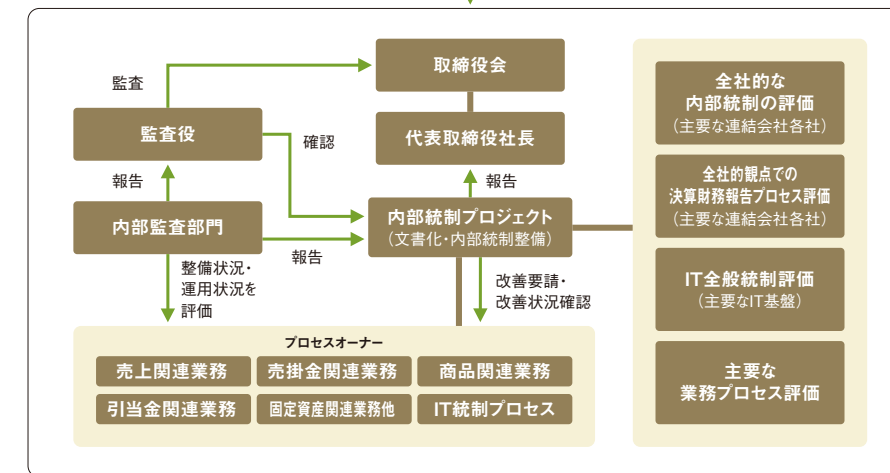 取締役会
監査
監査役
確認
代表取締役社長
報告
報告
内部監査部門
内部統制プロジェクト
（文書化・内部統制整備）
報告
整備状況・
運用状況を
評価
改善要請・
改善状況確認
プロセスオーナー
売上関連業務
売掛金関連業務
商品関連業務
引当金関連業務
固定資産関連業務他
IT統制プロセス
全社的な
内部統制の評価
（主要な連結会社各社）
全社的観点での
決算財務報告プロセス評価
（主要な連結会社各社）
IT全般統制評価
（主要なIT基盤）
主要な
業務プロセス評価